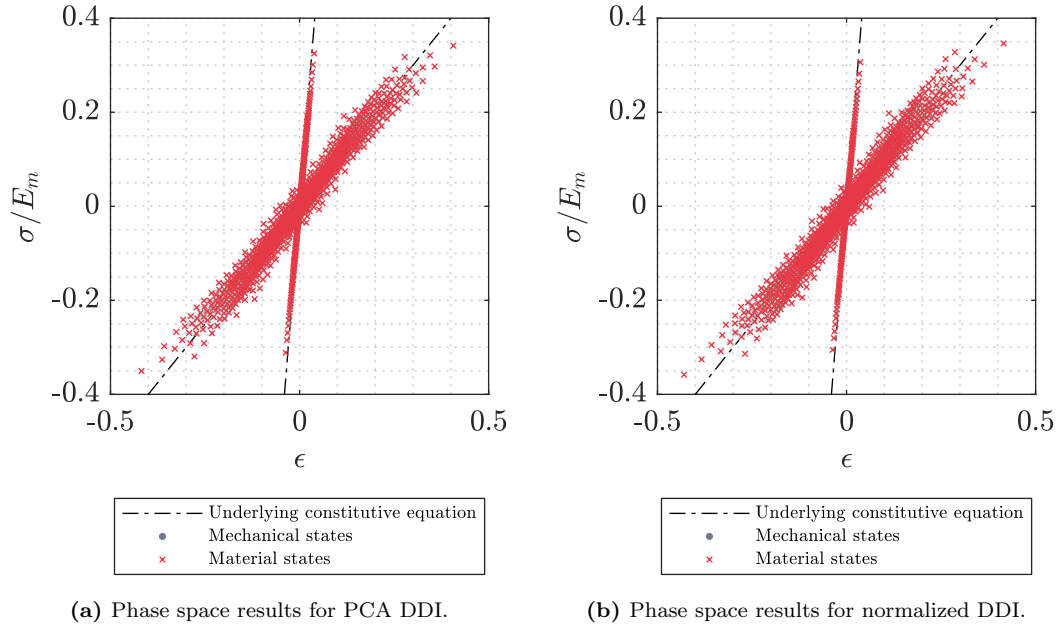 0.4
0.2
0
-0.2
-0.4
-0.5
0
0.5
σ/E_m
ϵ
Underlying constitutive equation
Mechanical states
Material states
(a) Phase space results for PCA DDI.
0.4
0.2
0
-0.2
-0.4
-0.5
0
0.5
σ/E_m
ϵ
Underlying constitutive equation
Mechanical states
Material states
(b) Phase space results for normalized DDI.